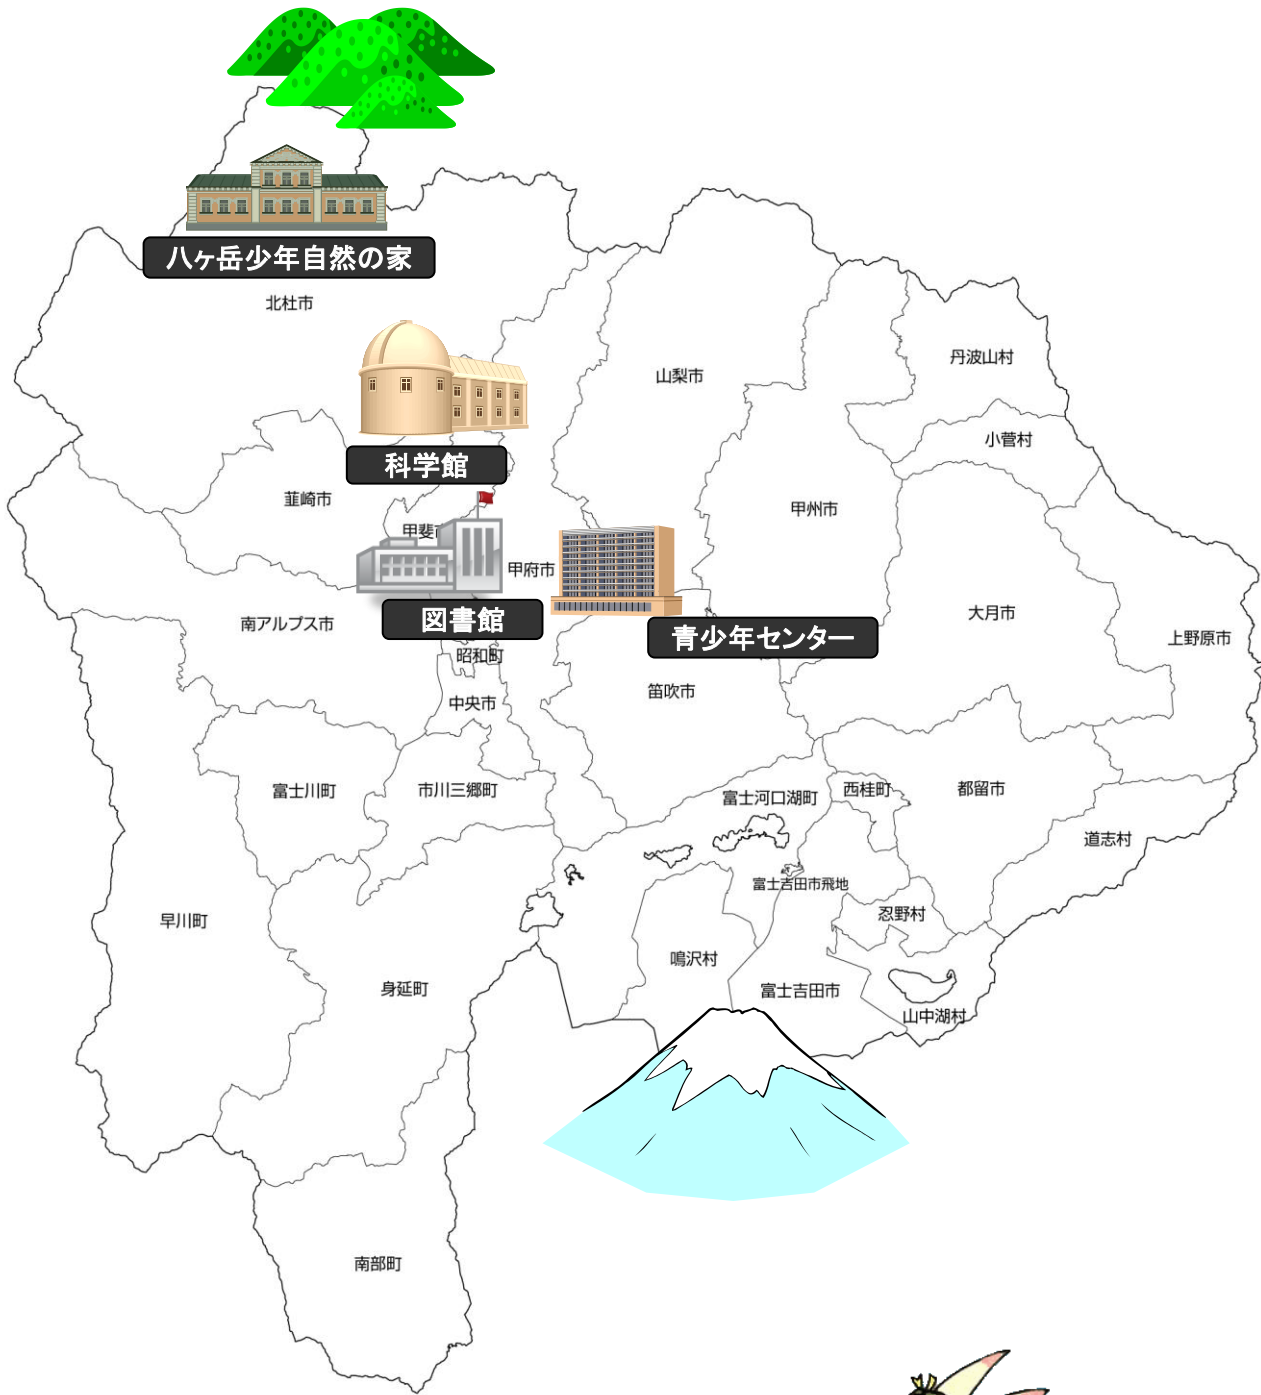 八ヶ岳少年自然の家
北杜市
丹波山村
山梨市
小菅村
科学館
韮崎市
甲州市
甲斐市
甲府市
図書館
大月市
南アルプス市
青少年センター
上野原市
昭和町
笛吹市
中央市
富士川町
市川三郷町
富士河口湖町
西桂町
都留市
道志村
富士吉田市飛地
早川町
忍野村
鳴沢村
身延町
富士吉田市
山中湖村
南部町